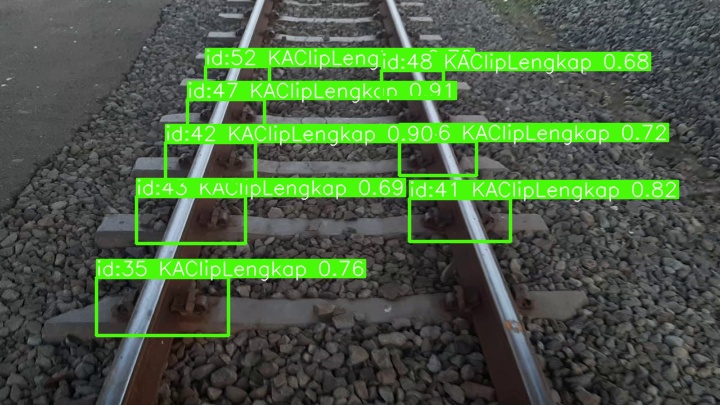 id:52 KAClipLeng
id:48 KAClipLengkap 0.68
id:47 KAClipLengkap 0.91
id:42 KAClipLengkap 0.90
6 KAClipLengkap 0.72
id:43 KAClipLengkap 0.69
id:41 KAClipLengkap 0.82
id:35 KAClipLengkap 0.76